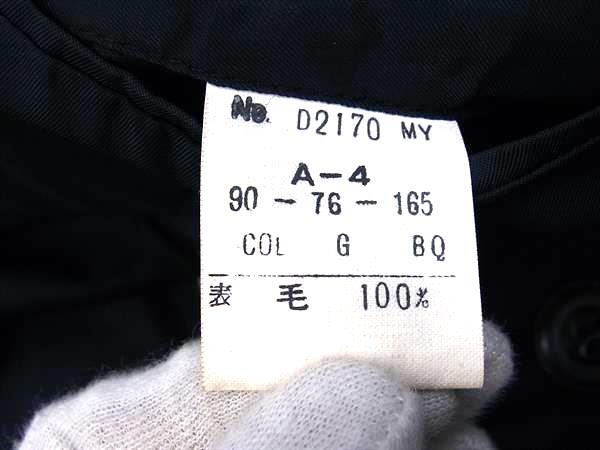 No. D2170 MY
A-4
90-76-165
COL G BQ
表 毛 100%